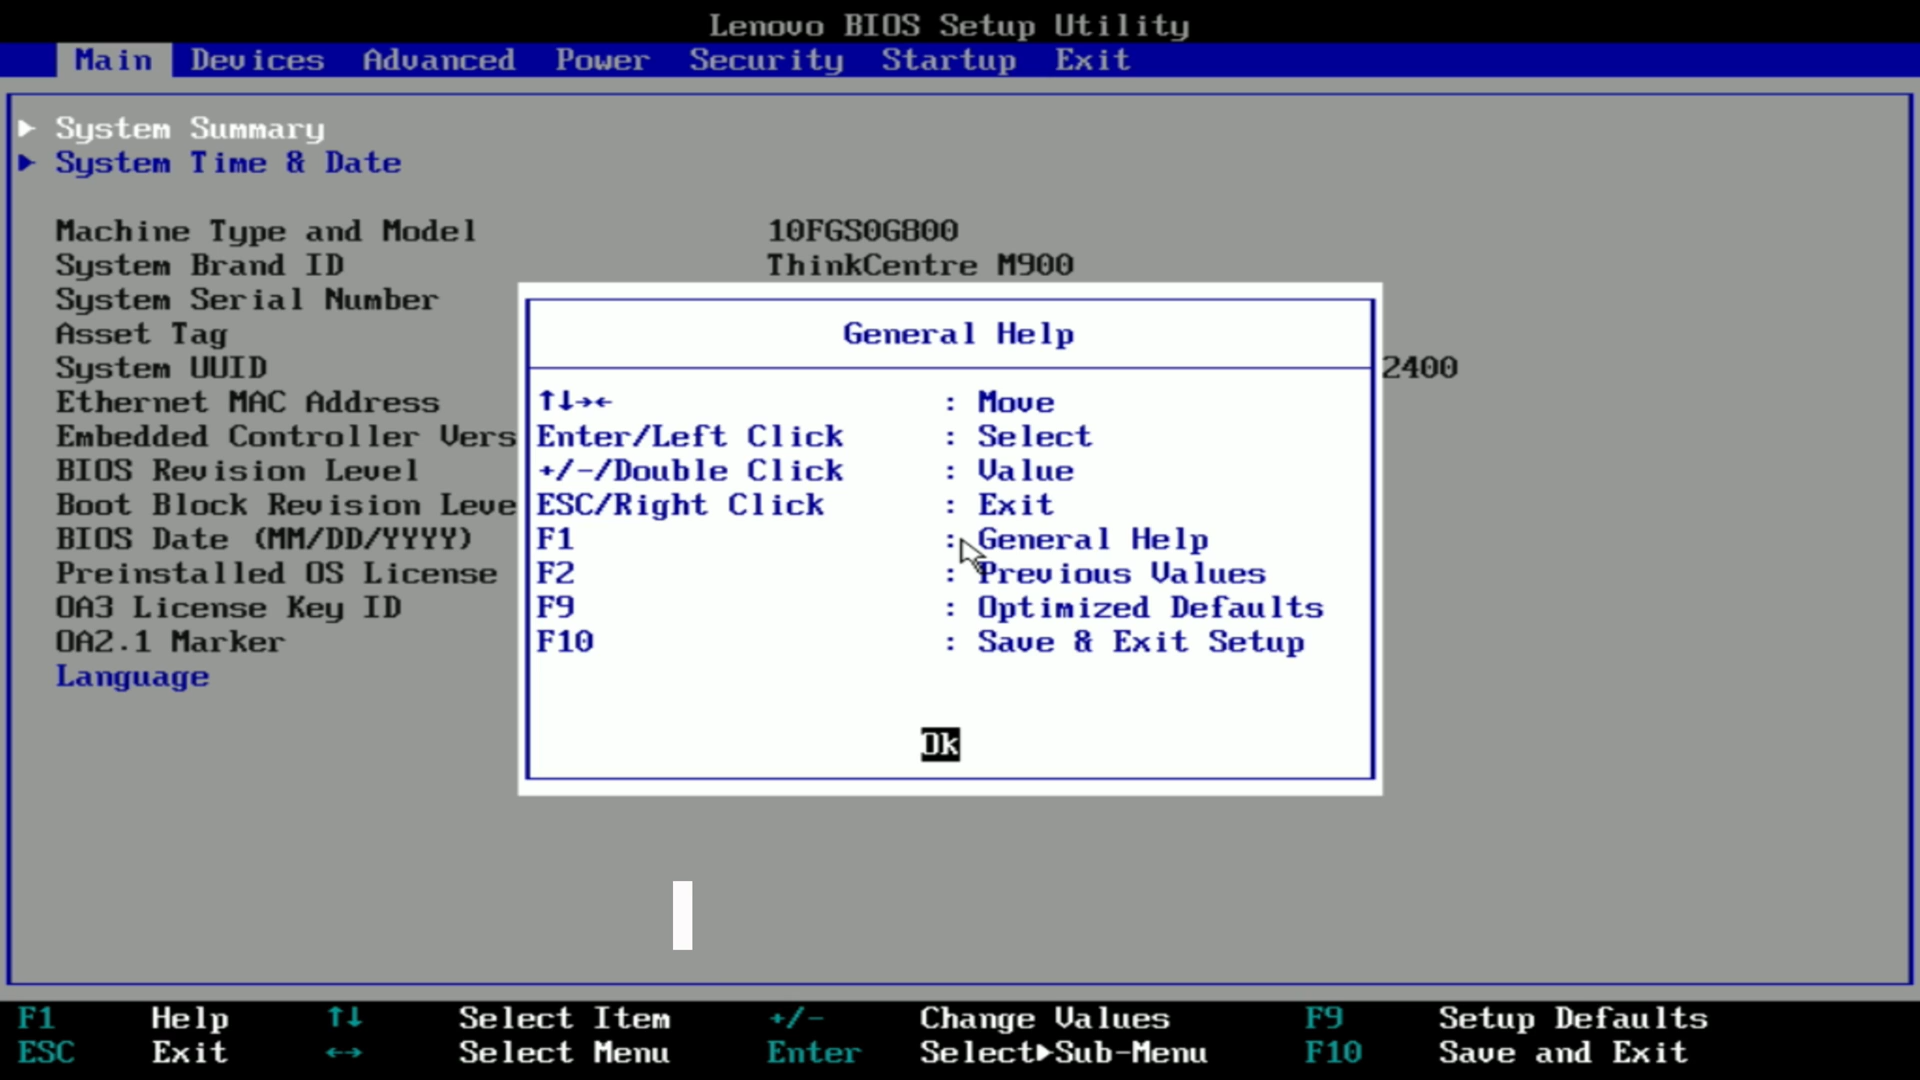 Lenovo BIOS Setup Utility
Main Devices Advanced Power Security Startup Exit
► System Summary
► System Time & Date
Machine Type and Model 10FGS0G800
System Brand ID ThinkCentre M900
System Serial Number
Asset Tag
System UUID 2400
Ethernet MAC Address
Embedded Controller Vers
BIOS Revision Level
Boot Block Revision Leve
BIOS Date (MM/DD/YYYY)
Preinstalled OS License
OA3 License Key ID
OA2.1 Marker
Language
General Help
↑↓→← : Move
Enter/Left Click : Select
+/-/Double Click : Value
ESC/Right Click : Exit
F1 : General Help
F2 : Previous Values
F9 : Optimized Defaults
F10 : Save & Exit Setup
Ok
F1 Help ↑↓ Select Item +/- Change Values F9 Setup Defaults
ESC Exit ←→ Select Menu Enter Select►Sub-Menu F10 Save and Exit